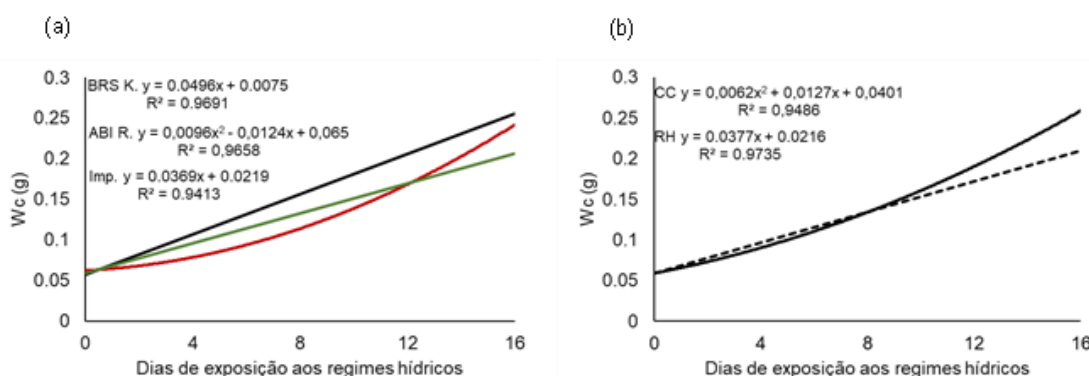 (a)
0.3
0.25
0.2
0.15
0.1
0.05
0
Wc (g)
BRS K. y = 0.0496x + 0.0075
R² = 0.9691
ABI R. y = 0,0096x² - 0,0124x + 0,065
R² = 0,9658
Imp. y = 0.0369x + 0.0219
R² = 0.9413
0 4 8 12 16
Dias de exposição aos regimes hídricos
(b)
0.3
0.25
0.2
0.15
0.1
0.05
0
Wc (g)
CC y = 0,0062x² + 0,0127x + 0,0401
R² = 0,9486
RH y = 0.0377x + 0.0216
R² = 0.9735
0 4 8 12 16
Dias de exposição aos regimes hídricos